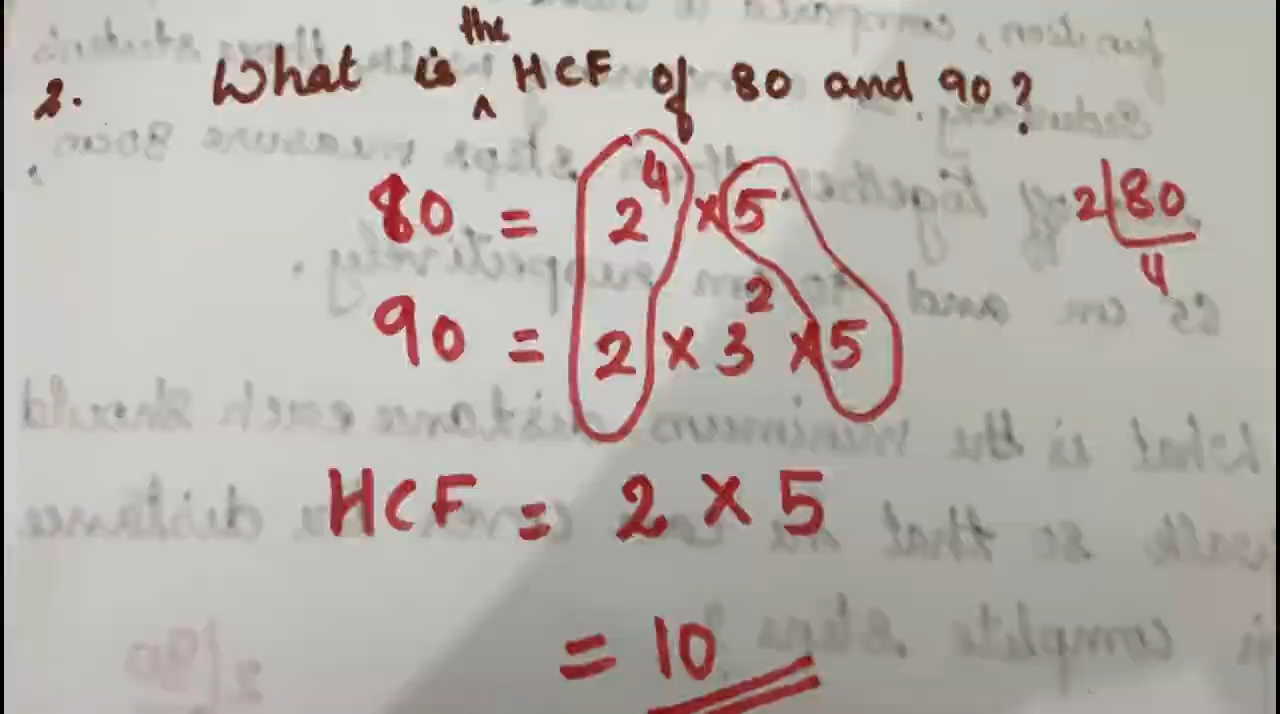 2. What is the HCF of 80 and 90?
80 = 2⁴ × 5
2 80
4
90 = 2 × 3² × 5
HCF = 2 × 5
= 10